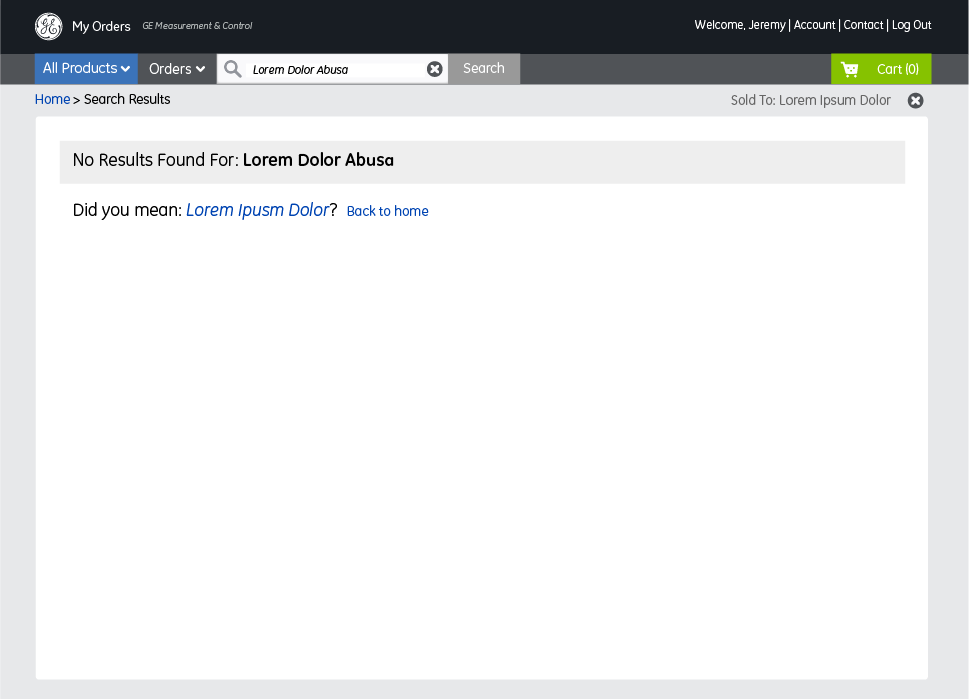 My Orders GE Measurement & Control Welcome, Jeremy | Account | Contact | Log Out
All Products Orders Lorem Dolor Abusa Search Cart (0)
Home > Search Results Sold To: Lorem Ipsum Dolor
No Results Found For: Lorem Dolor Abusa
Did you mean: Lorem Ipusm Dolor? Back to home